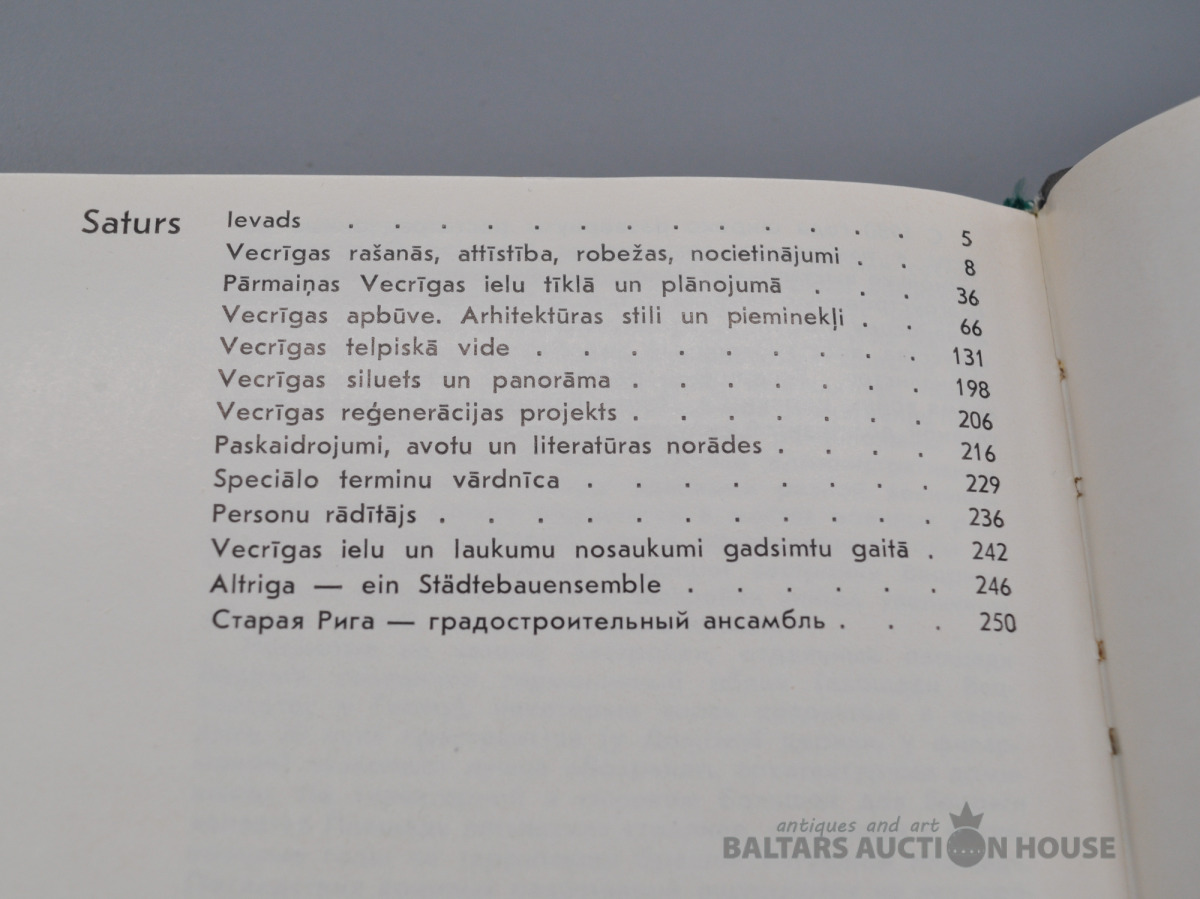 Saturs
Ievads . . . . . . . . . . . . . 5
Vecrīgas rašanās, attīstība, robežas, nocietinājumi . . 8
Pārmaiņas Vecrīgas ielu tīklā un plānojumā . . . 36
Vecrīgas apbūve. Arhitektūras stili un pieminekļi . . 66
Vecrīgas telpiskā vide . . . . . . . . . 131
Vecrīgas siluets un panorāma . . . . . . . 198
Vecrīgas reģenerācijas projekts . . . . . . . 206
Paskaidrojumi, avotu un literatūras norādes . . . . 216
Speciālo terminu vārdnīca . . . . . . . . 229
Personu rādītājs . . . . . . . . . . . 236
Vecrīgas ielu un laukumu nosaukumi gadsimtu gaitā . 242
Altriga — ein Städtebauensemble . . . . . . 246
Старая Рига — градостроительный ансамбль . . . 250
antiques and art
BALTARS AUCTION HOUSE